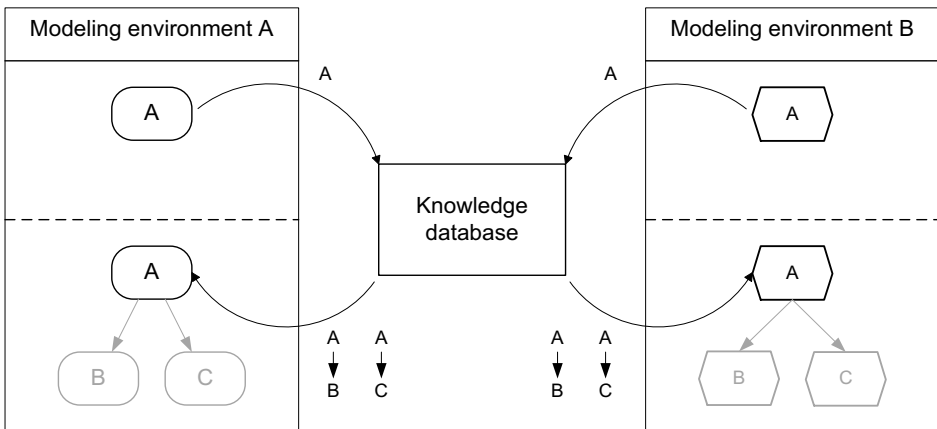 Modeling environment A
Modeling environment B
A
A
A
A
Knowledge
database
A
A
A A
A A
B C
B C
B C
B C